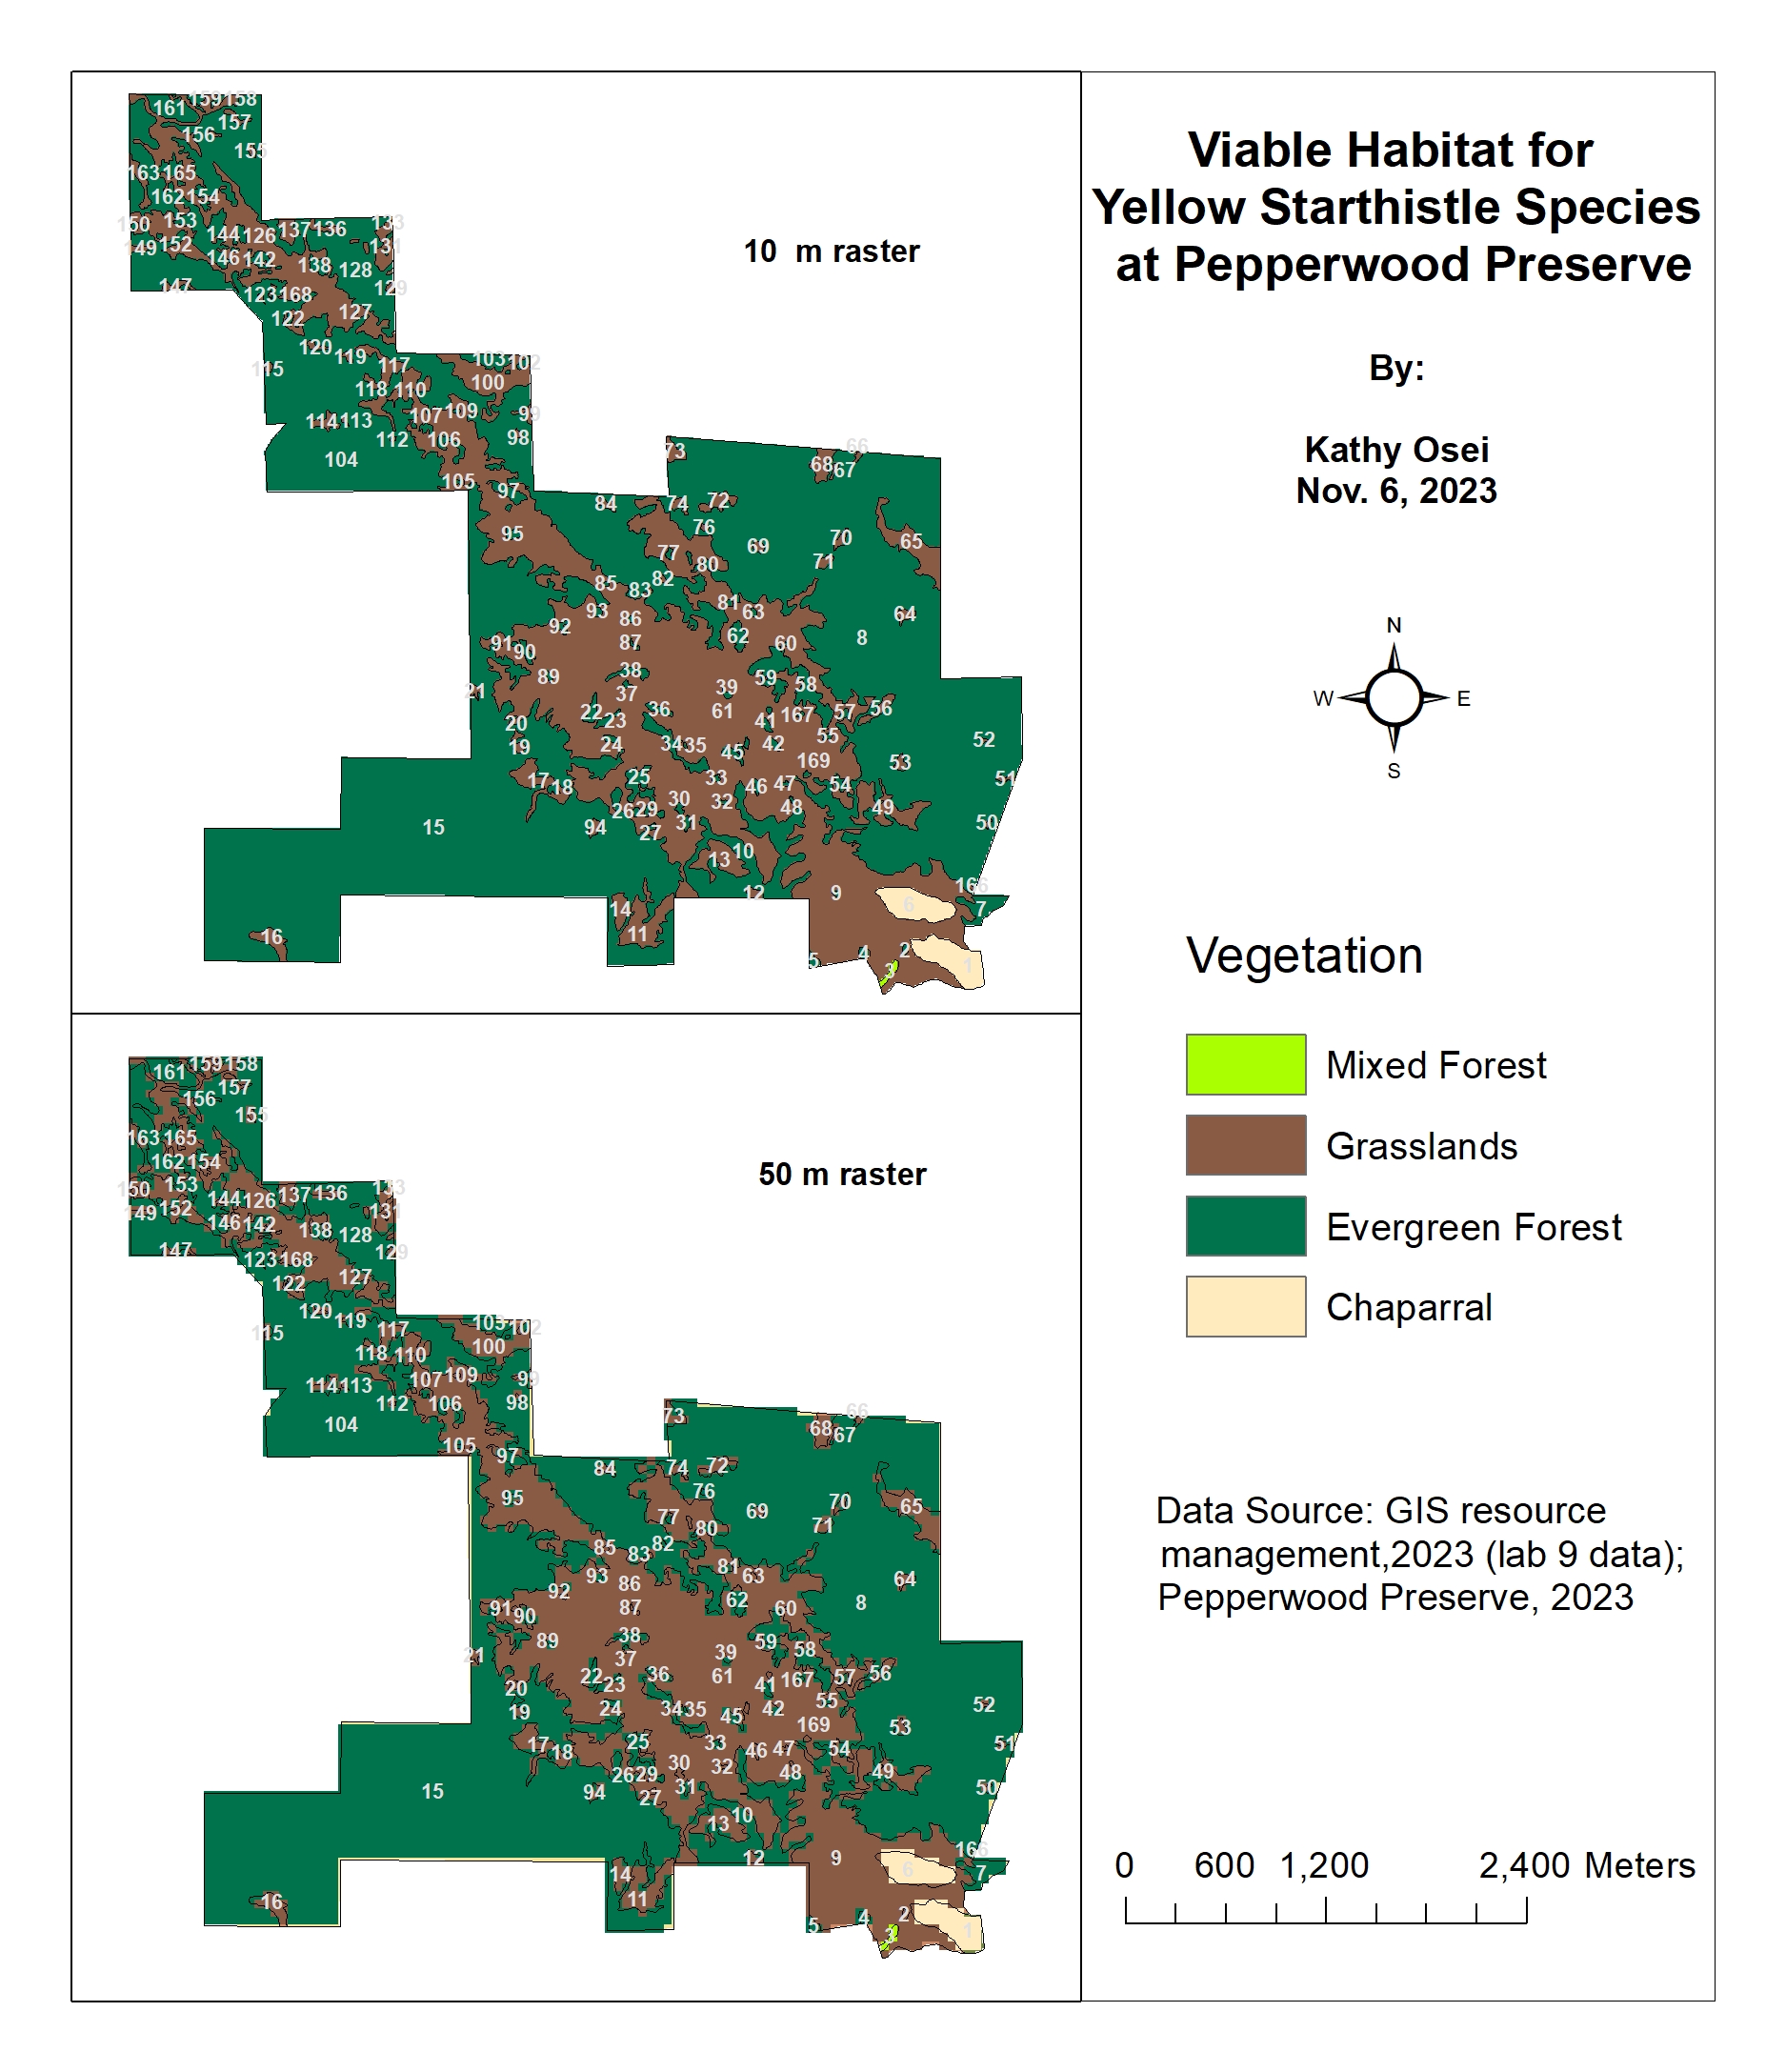 Viable Habitat for
Yellow Starthistle Species
at Pepperwood Preserve
By:
Kathy Osei
Nov. 6, 2023
N
W E
S
Vegetation
Mixed Forest
Grasslands
Evergreen Forest
Chaparral
Data Source: GIS resource
management,2023 (lab 9 data);
Pepperwood Preserve, 2023
0 600 1,200 2,400 Meters
10 m raster
161 159 158
157
156
155
163 165
162 154
150 153 144 126 137 136 133
149 152 146 142 138 128 131
147 123 168 129
122 127
120 119
115 117 103 102
118 110 100
114 113 107 109 99
112 106 98
104
105 97
95 84 74 72 73 68 67 66
76 69 70 65
77 80 71
85 83 82
93 86 81 63 64
92 87 62 60 8
91 90
89 38 39 59 58
21 37 61
22 23 36 41 167 57 56
20 34 35 45 42 55 52
19 24 169 53
17 18 25 33 46 47 54 51
26 29 30 32 48 49
15 94 27 31 50
13 10
12 9 166
14 6 7
16 11
5 4 2
3 1
50 m raster
161 159 158
157
156
155
163 165
162 154
150 153 144 126 137 136 133
149 152 146 142 138 128 131
147 123 168 129
122 127
120 119
115 117 103 102
118 110 100
114 113 107 109 99
112 106 98
104
105 97
95 84 74 72 73 68 67 66
76 69 70 65
77 80 71
85 83 82
93 86 81 63 64
92 87 62 60 8
91 90
89 38 39 59 58
21 37 61
22 23 36 41 167 57 56
20 34 35 45 42 55 52
19 24 169 53
17 18 25 33 46 47 54 51
26 29 30 32 48 49
15 94 27 31 50
13 10
12 9 166
14 6 7
16 11
5 4 2
3 1